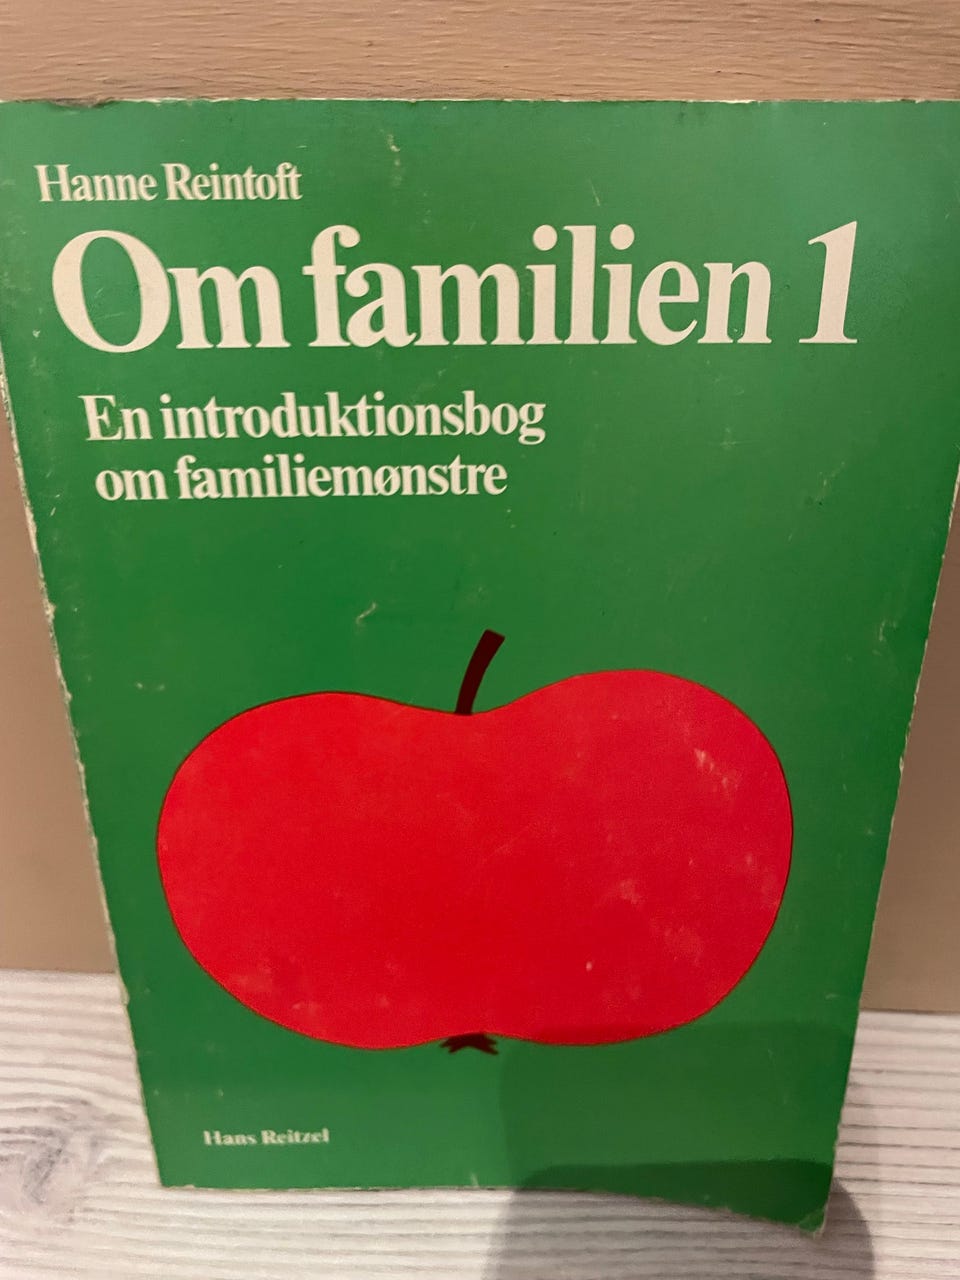 Hanne Reintoft
Om familien 1
En introduktionsbog
om familiemønstre
Hans Reitzel